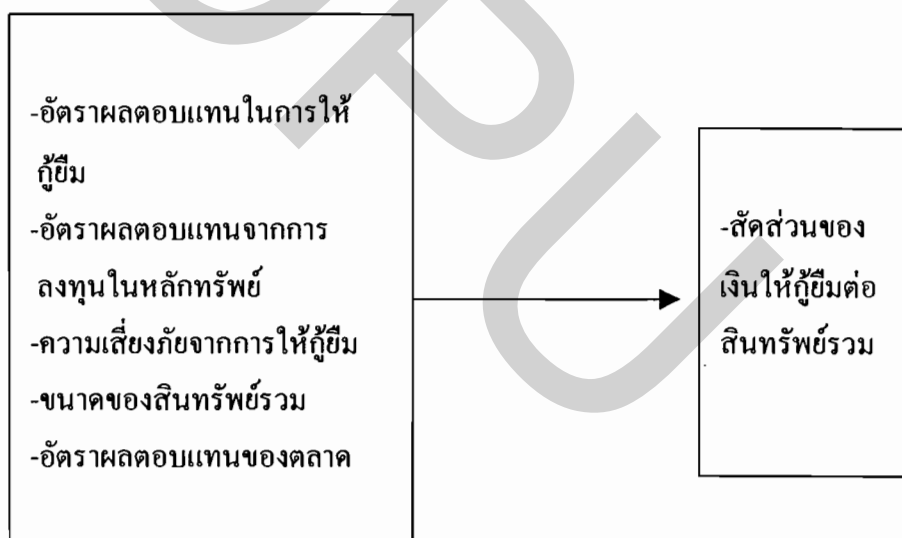 -อัตราผลตอบแทนในการให้
กู้ยืม
-อัตราผลตอบแทนจากการ
ลงทุนในหลักทรัพย์
-ความเสี่ยงภัยจากการให้กู้ยืม
-ขนาดของสินทรัพย์รวม
-อัตราผลตอบแทนของตลาด
-สัดส่วนของ
เงินให้กู้ยืมต่อ
สินทรัพย์รวม